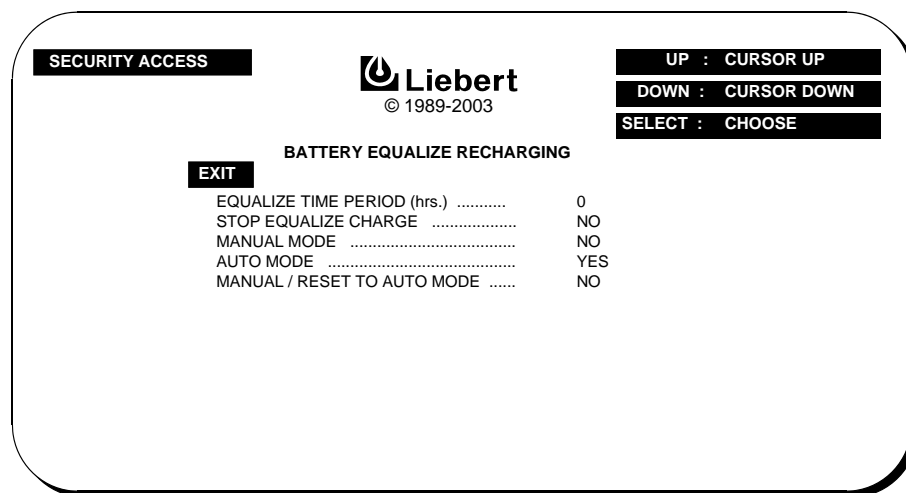 SECURITY ACCESS
Liebert
© 1989-2003
UP : CURSOR UP
DOWN : CURSOR DOWN
SELECT : CHOOSE
BATTERY EQUALIZE RECHARGING
EXIT
EQUALIZE TIME PERIOD (hrs.) ........... 0
STOP EQUALIZE CHARGE ................... NO
MANUAL MODE ..................................... NO
AUTO MODE .......................................... YES
MANUAL / RESET TO AUTO MODE ...... NO